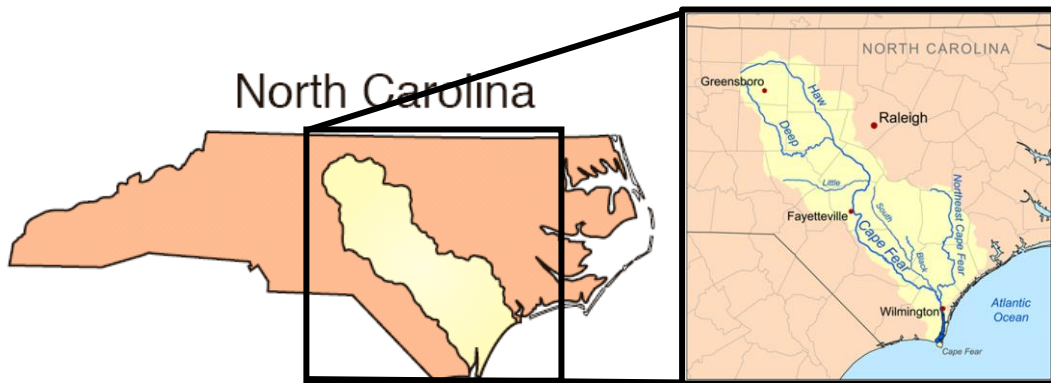 North Carolina
NORTH CAROLINA
Greensboro
Haw
Raleigh
Deep
Little
Northeast Cape Fear
South
Fayetteville
Cape Fear
Black
Wilmington
Atlantic
Ocean
Cape Fear